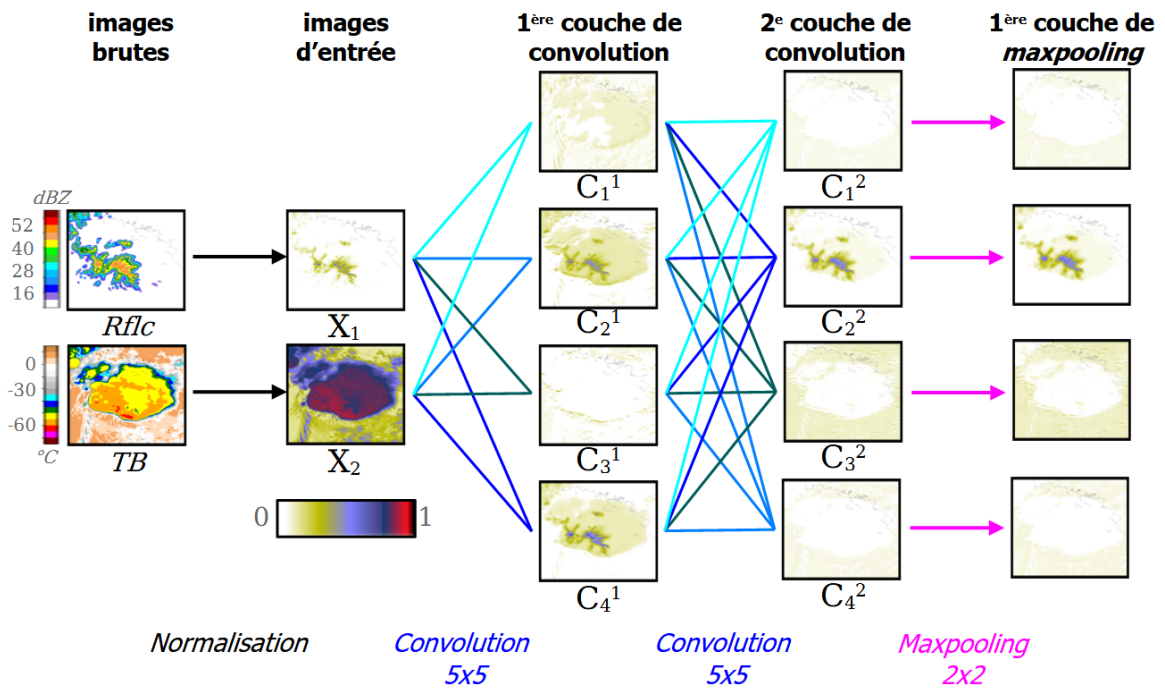 images
brutes
images
d'entrée
1ère couche de
convolution
2e couche de
convolution
1ère couche de
maxpooling
dBZ
52
40
28
16
Rflc
X1
0
-30
-60
°C
TB
X2
0
1
C1¹
C2¹
C3¹
C4¹
C1²
C2²
C3²
C4²
Normalisation
Convolution
5x5
Convolution
5x5
Maxpooling
2x2